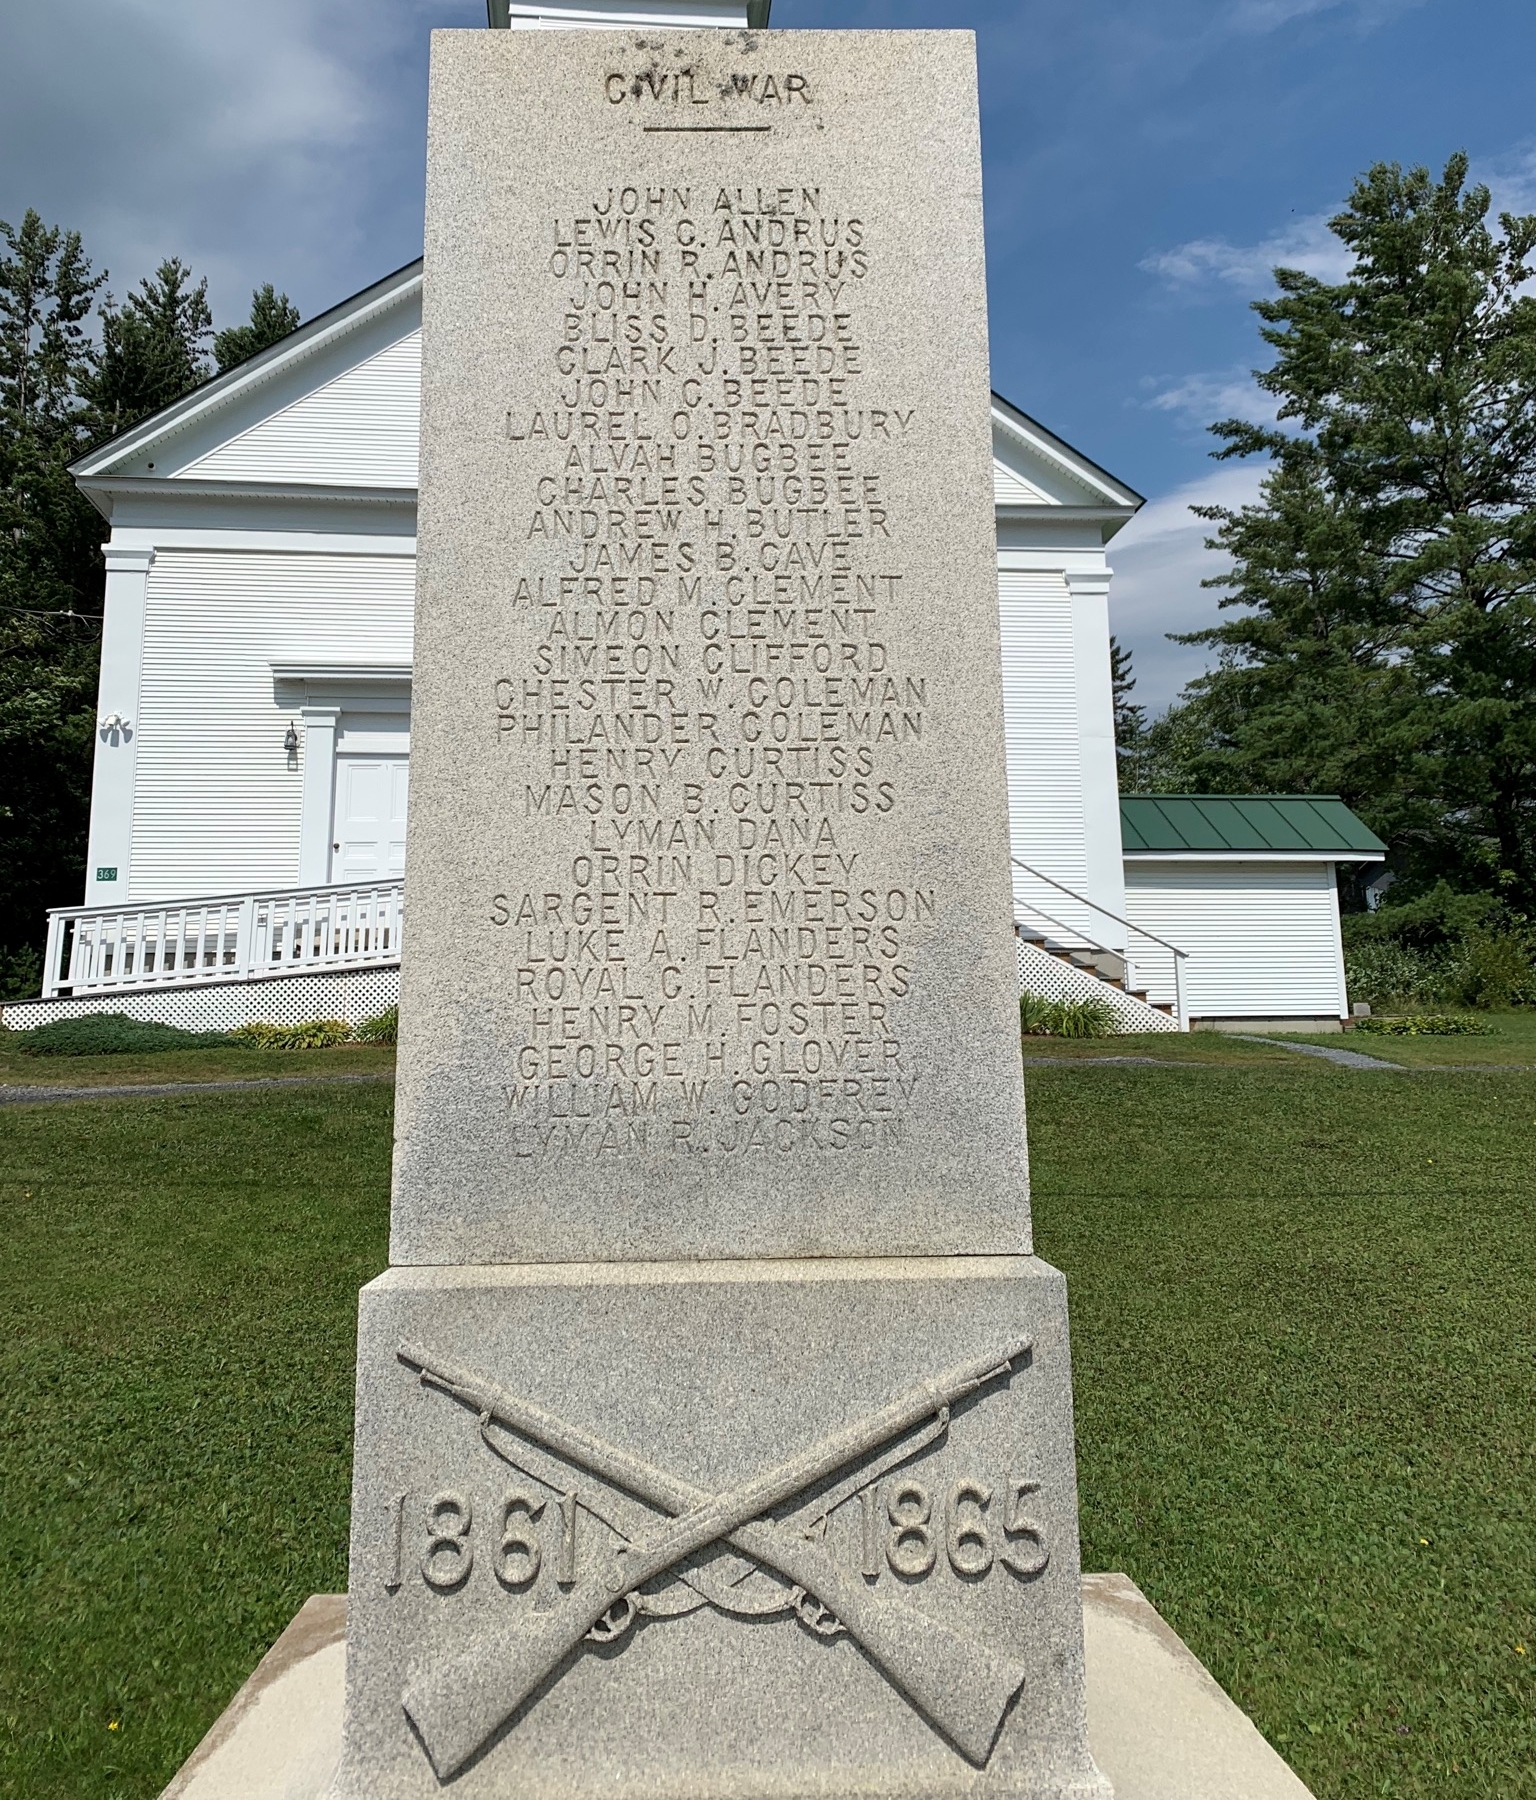 CIVIL WAR
JOHN ALLEN
LEWIS C. ANDRUS
ORRIN R. ANDRUS
JOHN H. AVERY
BLISS D. BEEDE
CLARK J. BEEDE
JOHN C. BEEDE
LAUREL O. BRADBURY
ALVAH BUGBEE
CHARLES BUGBEE
ANDREW H. BUTLER
JAMES B. CAVE
ALFRED M. CLEMENT
ALMON CLEMENT
SIMEON CLIFFORD
CHESTER W. COLEMAN
PHILANDER COLEMAN
HENRY CURTISS
MASON B. CURTISS
LYMAN DANA
ORRIN DICKEY
SARGENT R. EMERSON
LUKE A. FLANDERS
ROYAL C. FLANDERS
HENRY M. FOSTER
GEORGE H. GLOVER
WILLIAM W. GODFREY
LYMAN R. JACKSON
369
1861 1865